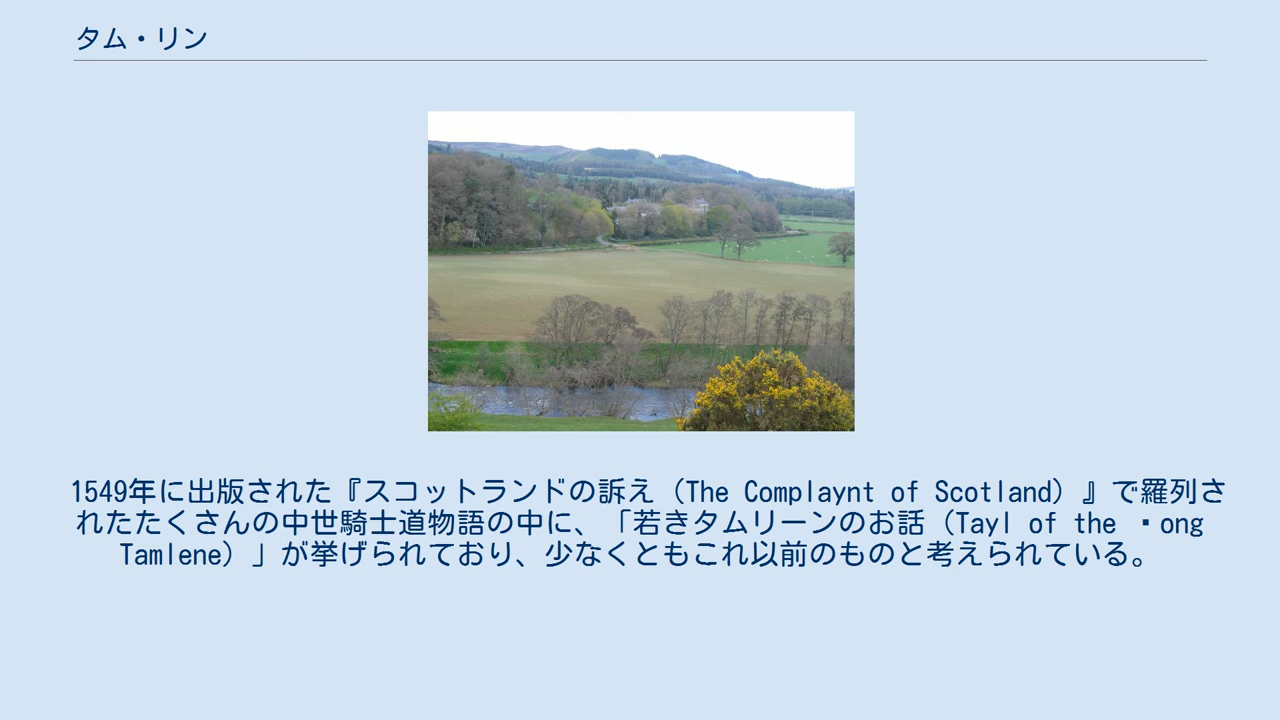 タム・リン
1549年に出版された『スコットランドの訴え（The Complaynt of Scotland）』で羅列さ
れたたくさんの中世騎士道物語の中に、「若きタムリーンのお話（Tayl of the ▪ong
Tamlene）」が挙げられており、少なくともこれ以前のものと考えられている。